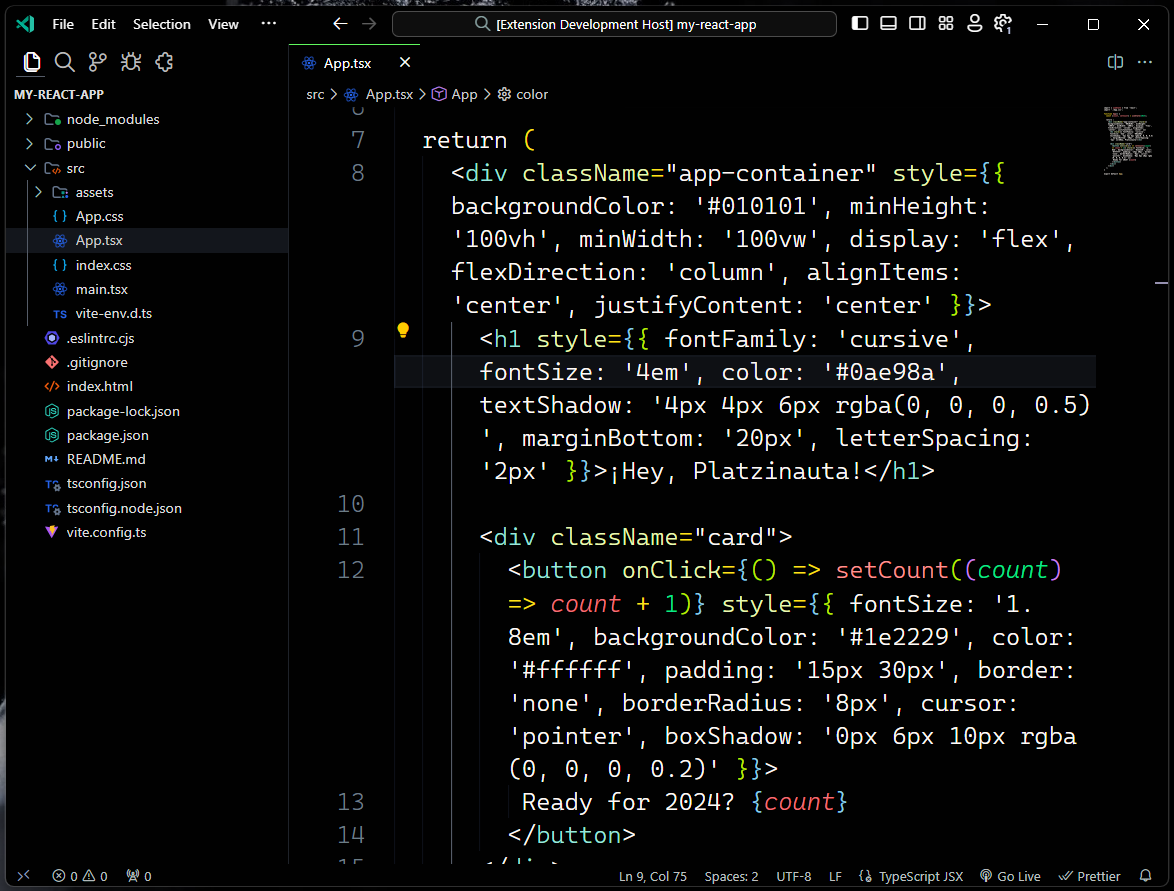 File Edit Selection View ··· [Extension Development Host] my-react-app
MY-REACT-APP
node_modules
public
src
assets
App.css
App.tsx
index.css
main.tsx
TS vite-env.d.ts
.eslintrc.cjs
.gitignore
index.html
package-lock.json
package.json
README.md
tsconfig.json
tsconfig.node.json
vite.config.ts
App.tsx
src > App.tsx > App > color
7 return (
8 <div className="app-container" style={{
backgroundColor: '#010101', minHeight:
'100vh', minWidth: '100vw', display: 'flex',
flexDirection: 'column', alignItems:
'center', justifyContent: 'center' }}>
9 <h1 style={{ fontFamily: 'cursive',
fontSize: '4em', color: '#0ae98a',
textShadow: '4px 4px 6px rgba(0, 0, 0, 0.5)
', marginBottom: '20px', letterSpacing:
'2px' }}>¡Hey, Platzinauta!</h1>
10
11 <div className="card">
12 <button onClick={() => setCount((count)
=> count + 1)} style={{ fontSize: '1.
8em', backgroundColor: '#1e2229', color:
'#ffffff', padding: '15px 30px', border:
'none', borderRadius: '8px', cursor:
'pointer', boxShadow: '0px 6px 10px rgba
(0, 0, 0, 0.2)' }}>
13 Ready for 2024? {count}
14 </button>
15 </div>
0 0 0 Ln 9, Col 75 Spaces: 2 UTF-8 LF TypeScript JSX Go Live Prettier